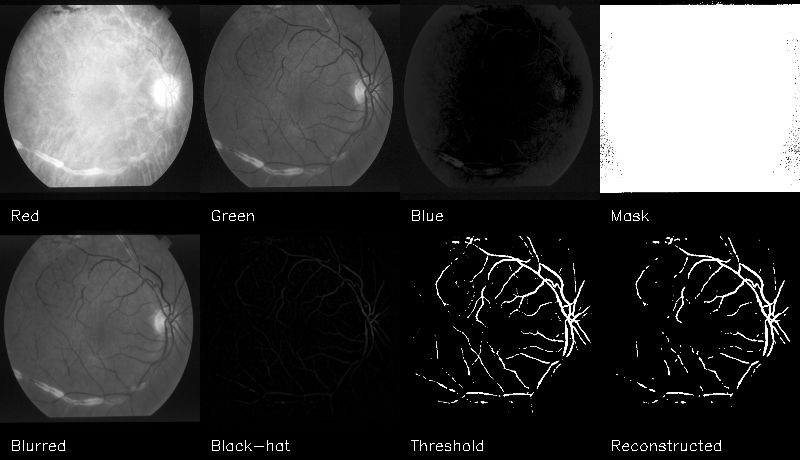 Red
Green
Blue
Mask
Blurred
Black-hat
Threshold
Reconstructed